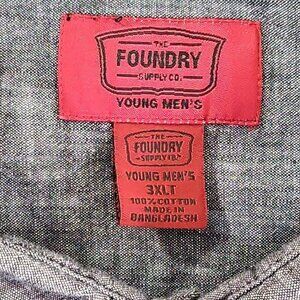 THE
FOUNDRY
SUPPLY CO.
YOUNG MEN'S
THE
FOUNDRY
SUPPLY CO.
YOUNG MEN'S
3XLT
100% COTTON
MADE IN
BANGLADESH